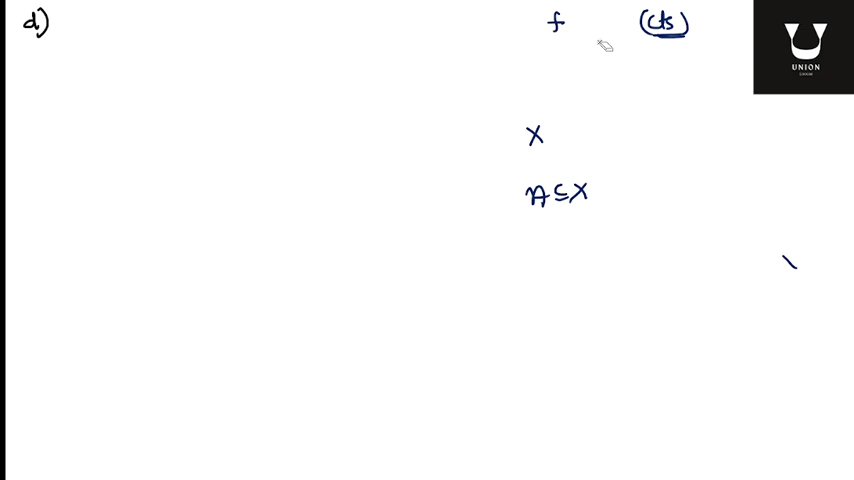 d) f (cts)
UNION
X
A ⊆ X
\